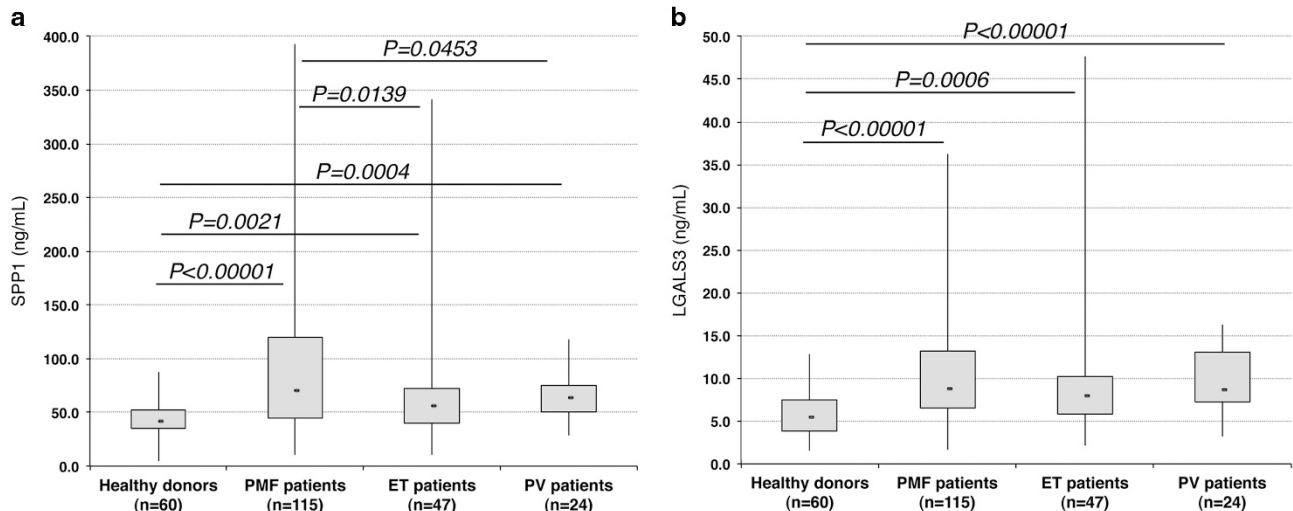 a
400.0
350.0
300.0
250.0
200.0
150.0
100.0
50.0
0.0
SPP1 (ng/mL)
P=0.0453
P=0.0139
P=0.0004
P=0.0021
P<0.00001
Healthy donors PMF patients ET patients PV patients
(n=60) (n=115) (n=47) (n=24)
b
50.0
45.0
40.0
35.0
30.0
25.0
20.0
15.0
10.0
5.0
0.0
LGALS3 (ng/mL)
P<0.00001
P=0.0006
P<0.00001
Healthy donors PMF patients ET patients PV patients
(n=60) (n=115) (n=47) (n=24)